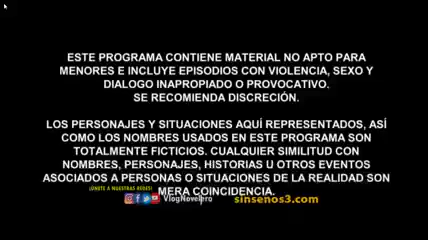 ESTE PROGRAMA CONTIENE MATERIAL NO APTO PARA
MENORES E INCLUYE EPISODIOS CON VIOLENCIA, SEXO Y
DIALOGO INAPROPIADO O PROVOCATIVO.
SE RECOMIENDA DISCRECIÓN.
LOS PERSONAJES Y SITUACIONES AQUÍ REPRESENTADOS, ASÍ
COMO LOS NOMBRES USADOS EN ESTE PROGRAMA SON
TOTALMENTE FICTICIOS. CUALQUIER SIMILITUD CON
NOMBRES, PERSONAJES, HISTORIAS U OTROS EVENTOS
ASOCIADOS A PERSONAS O SITUACIONES DE LA REALIDAD SON
MERA COINCIDENCIA.
¡ÚNETE A NUESTRAS REDES!
VlogNovelpro
sinsenos3.com